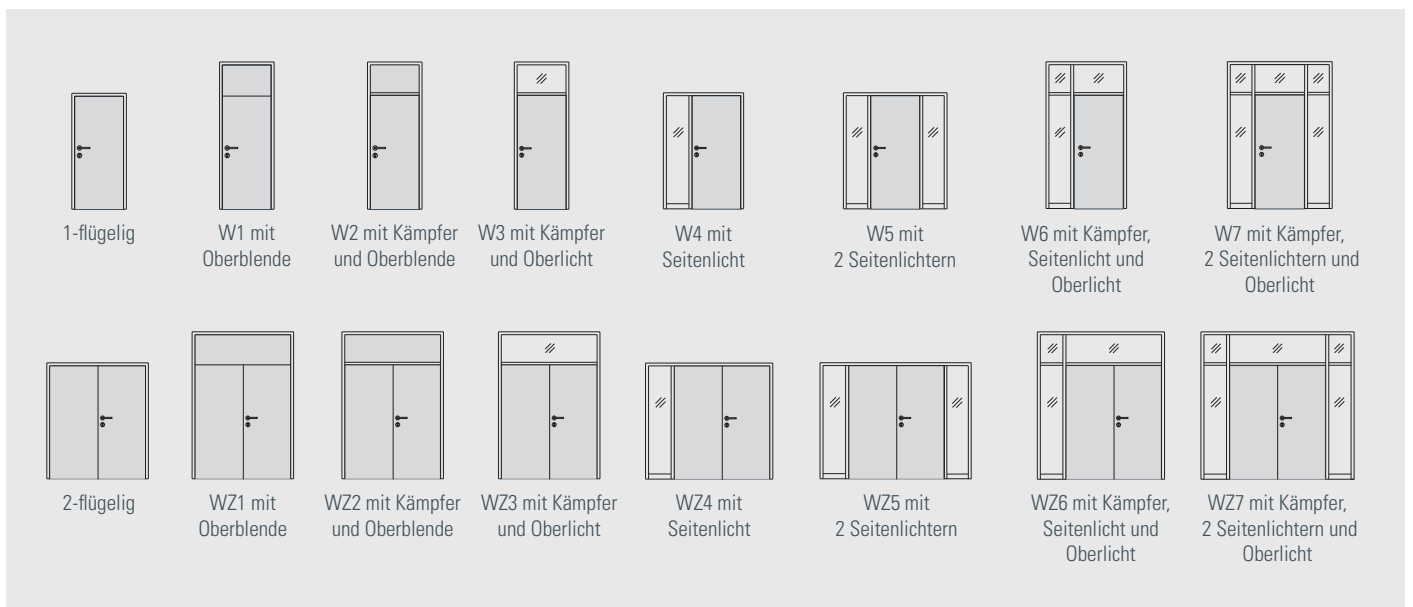 1-flügelig
W1 mit
Oberblende
W2 mit Kämpfer
und Oberblende
W3 mit Kämpfer
und Oberlicht
W4 mit
Seitenlicht
W5 mit
2 Seitenlichtern
W6 mit Kämpfer,
Seitenlicht und
Oberlicht
W7 mit Kämpfer,
2 Seitenlichtern und
Oberlicht
2-flügelig
WZ1 mit
Oberblende
WZ2 mit Kämpfer
und Oberblende
WZ3 mit Kämpfer
und Oberlicht
WZ4 mit
Seitenlicht
WZ5 mit
2 Seitenlichtern
WZ6 mit Kämpfer,
Seitenlicht und
Oberlicht
WZ7 mit Kämpfer,
2 Seitenlichtern und
Oberlicht